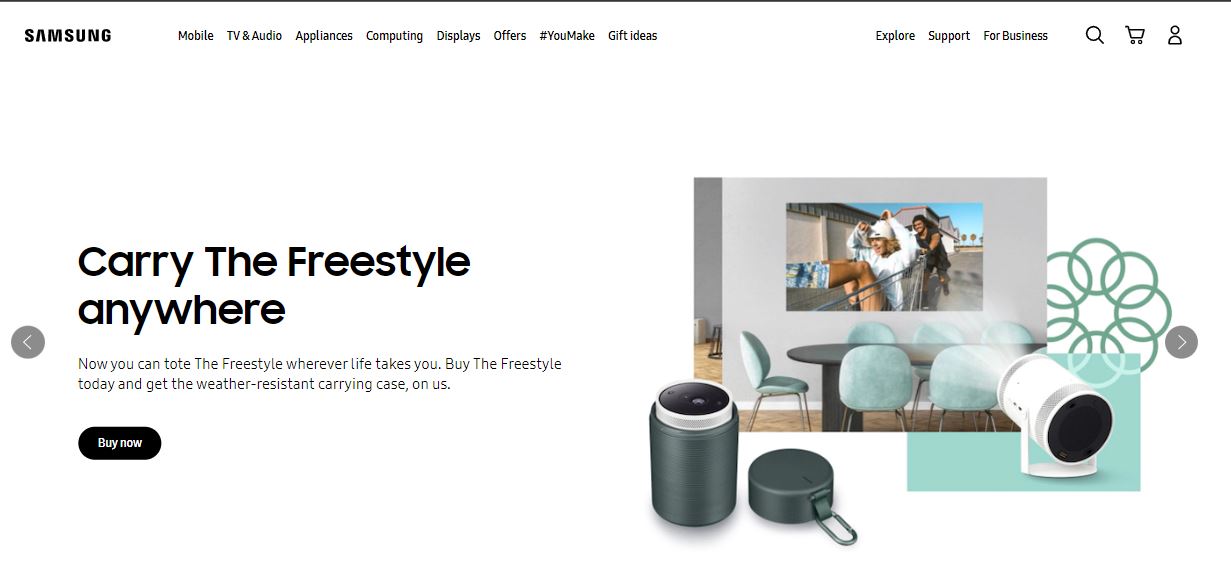 SAMSUNG
Mobile TV & Audio Appliances Computing Displays Offers #YouMake Gift ideas Explore Support For Business
Carry The Freestyle
anywhere
Now you can tote The Freestyle wherever life takes you. Buy The Freestyle
today and get the weather-resistant carrying case, on us.
Buy now